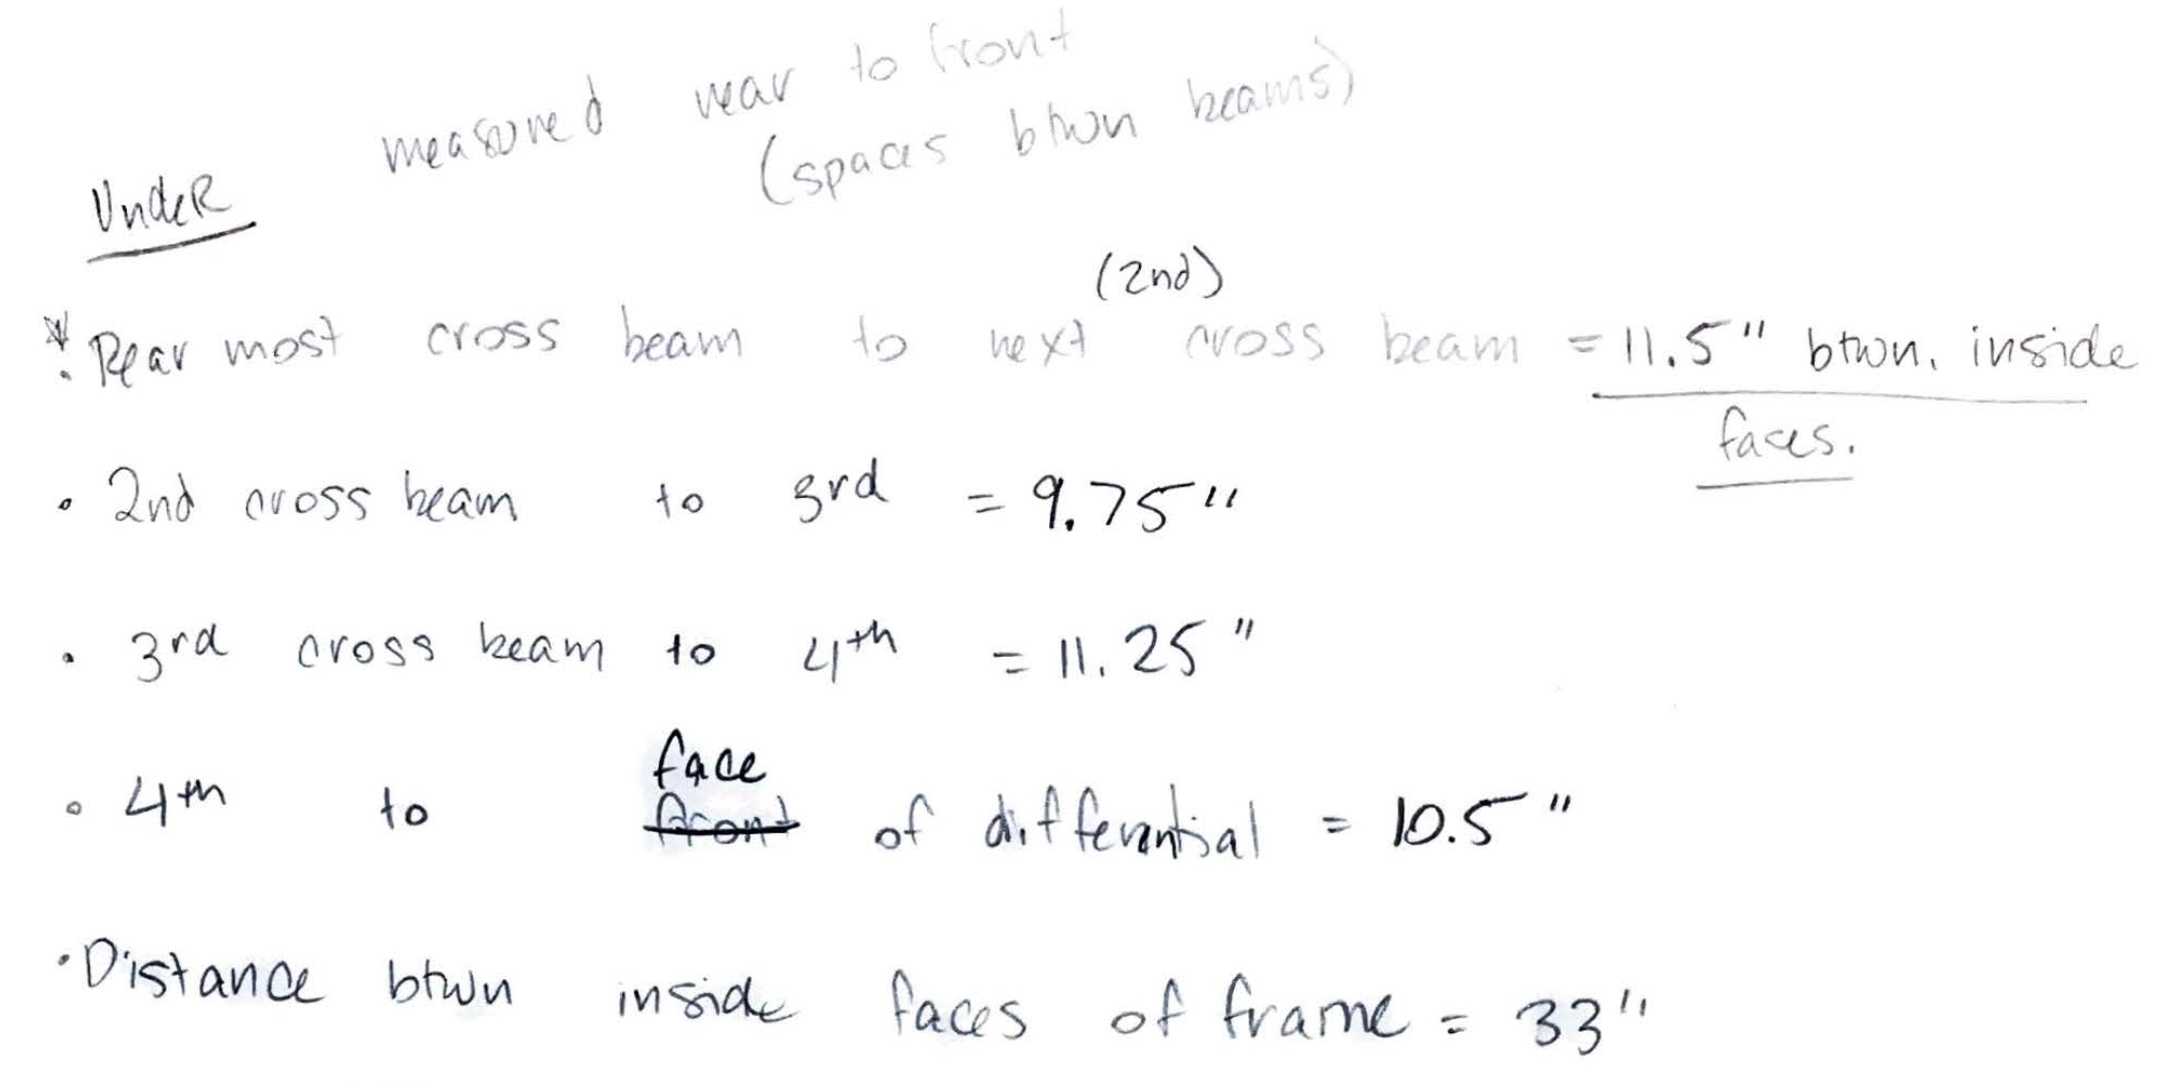 measured rear to front
(spaces btwn beams)
UndeR
(2nd)
* • Rear most cross beam to next cross beam = 11.5" btwn. inside
faces.
• 2nd cross beam to 3rd = 9.75"
• 3rd cross beam to 4th = 11.25"
face
• 4th to front of differential = 10.5"
• Distance btwn inside faces of frame = 33"